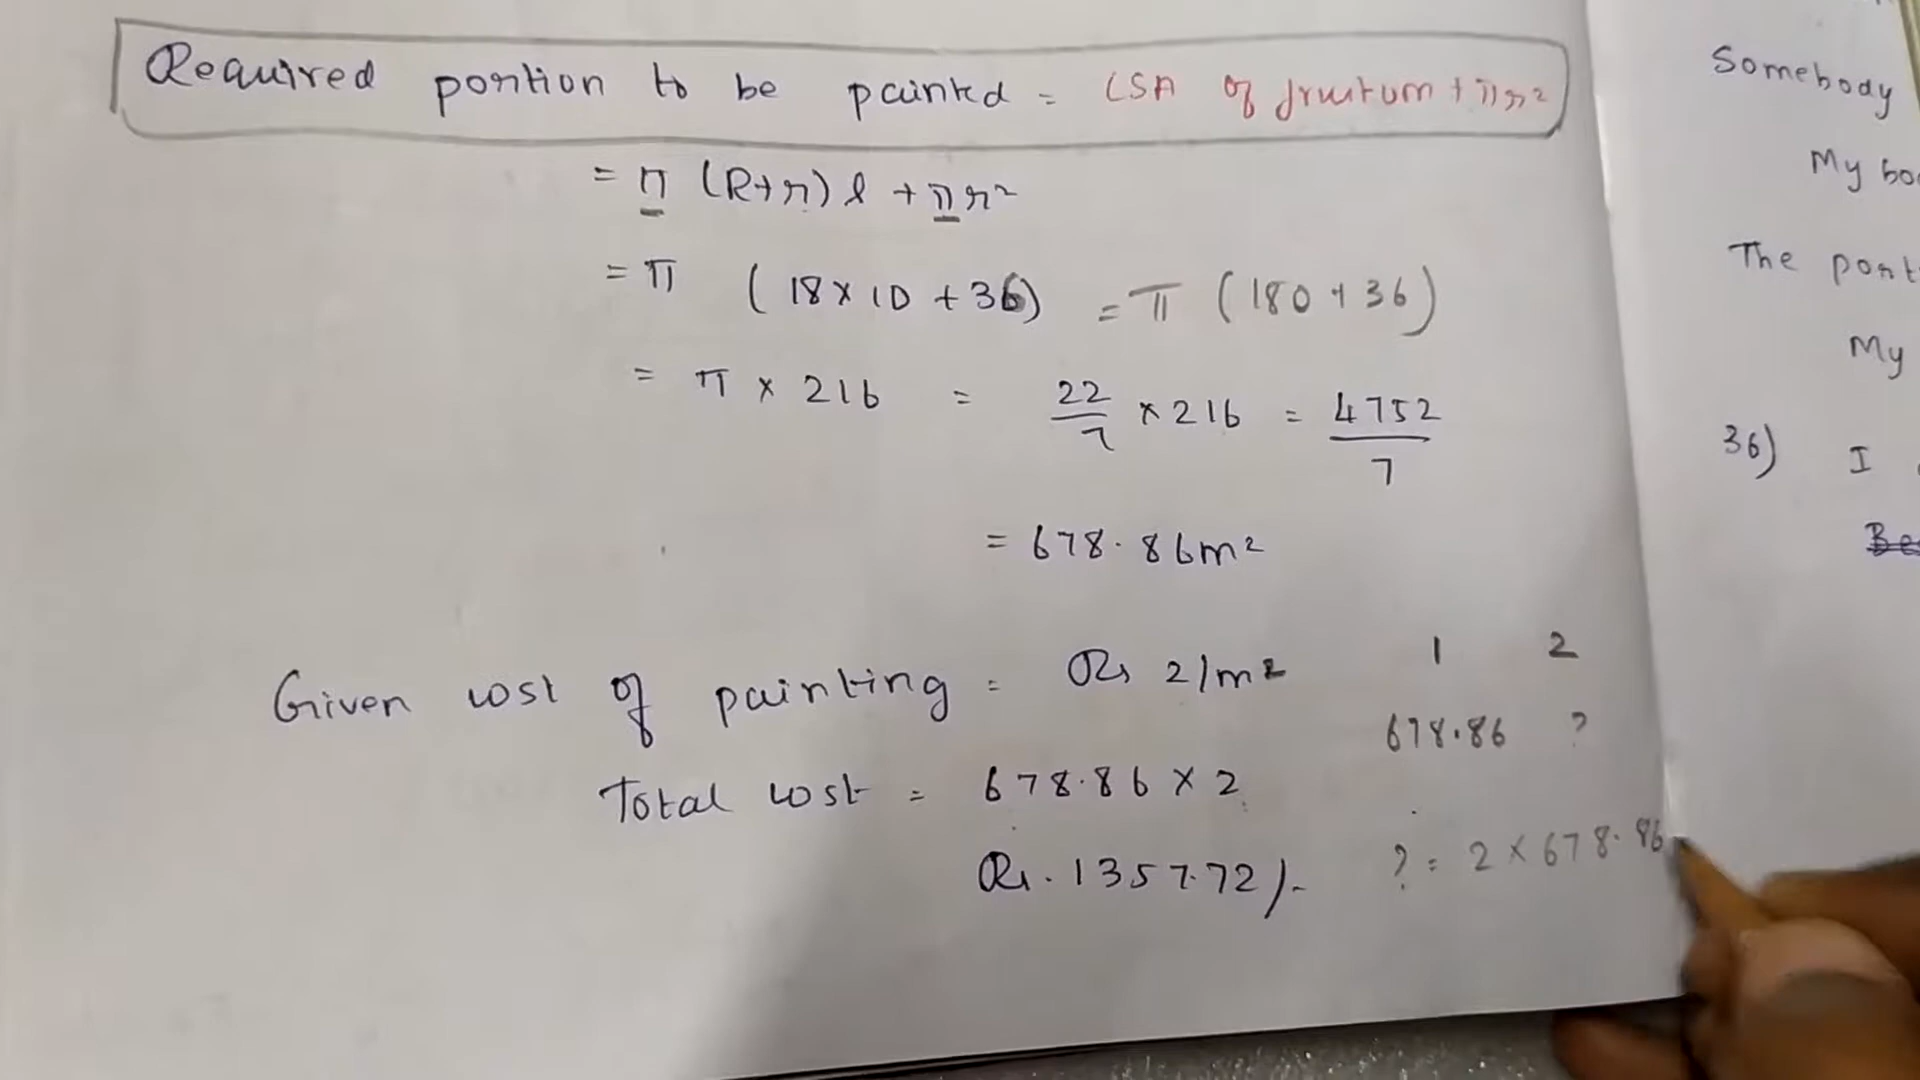 Required portion to be painted = CSA of frustum + πr²
= π (R+r) l + πr²
= π (18 × 10 + 36) = π (180 + 36)
= π × 216 = 22/7 × 216 = 4752/7
= 678.86m²
Given cost of painting = Rs 2/m²
1 2
678.86 ?
Total cost = 678.86 × 2
Rs. 1357.72/-
? = 2 × 678.86
Somebody
My
The
My
36) I